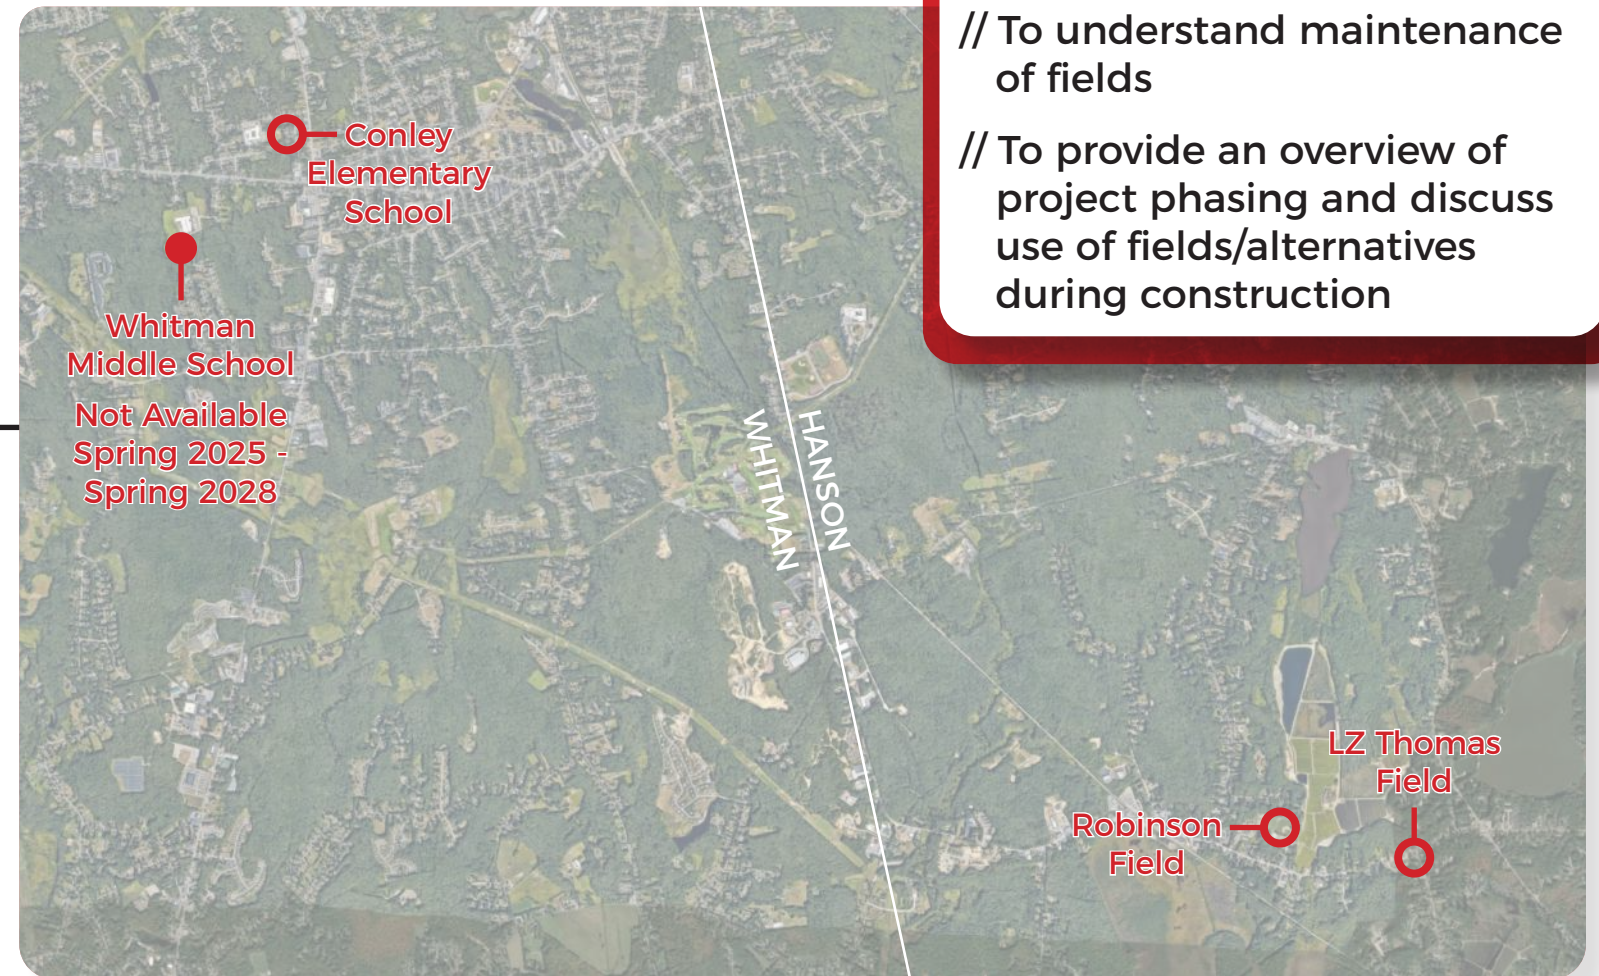 // To understand maintenance
of fields
// To provide an overview of
project phasing and discuss
use of fields/alternatives
during construction
Conley
Elementary
School
Whitman
Middle School
Not Available
Spring 2025 -
Spring 2028
WHITMAN
HANSON
LZ Thomas
Field
Robinson
Field